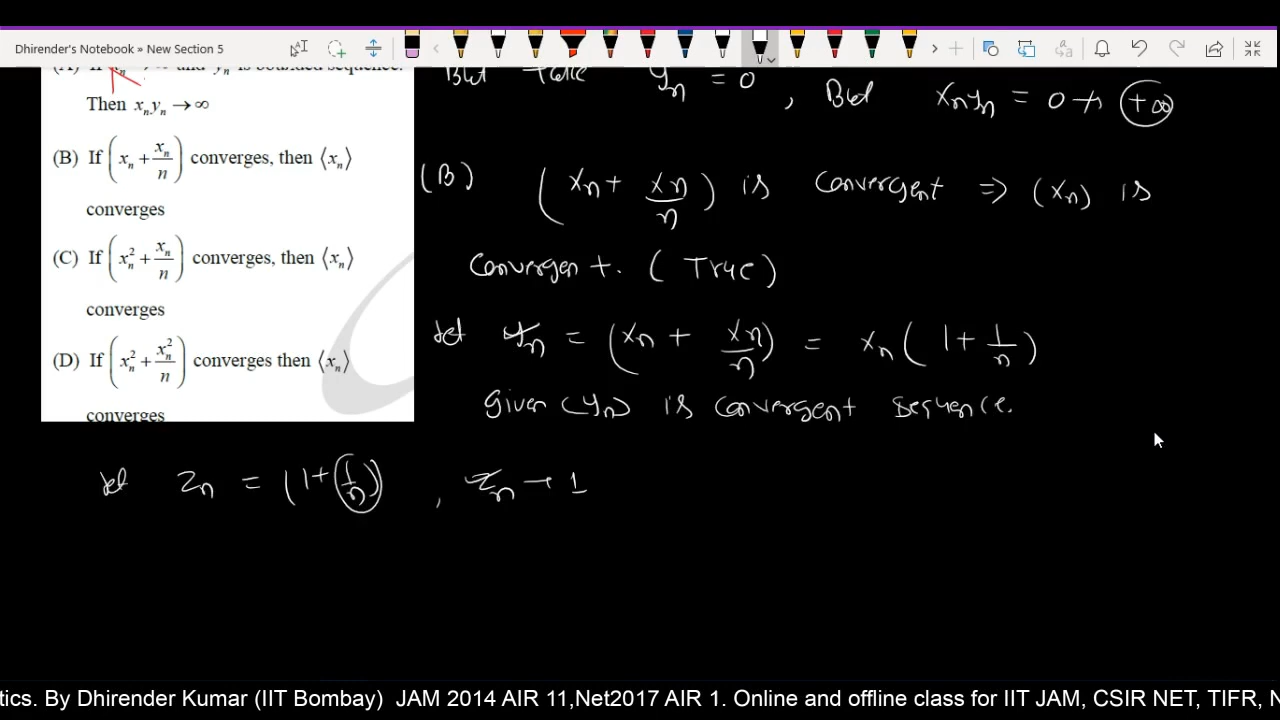 Dhirender's Notebook » New Section 5
Then xₙyₙ → ∞
But take yₙ = 0 , But xₙyₙ = 0 ↛ +∞
(B) If (xₙ + xₙ/n) converges, then ⟨xₙ⟩
converges
(C) If (xₙ² + xₙ/n) converges, then ⟨xₙ⟩
converges
(D) If (xₙ² + xₙ²/n) converges then ⟨xₙ⟩
converges
(B) (xₙ + xₙ/n) is convergent ⇒ (xₙ) is
convergent. (True)
let yₙ = (xₙ + xₙ/n) = xₙ(1 + 1/n)
given (yₙ) is convergent sequence.
let zₙ = (1+(1/n)) , zₙ → 1
tics. By Dhirender Kumar (IIT Bombay) JAM 2014 AIR 11,Net2017 AIR 1. Online and offline class for IIT JAM, CSIR NET, TIFR, N